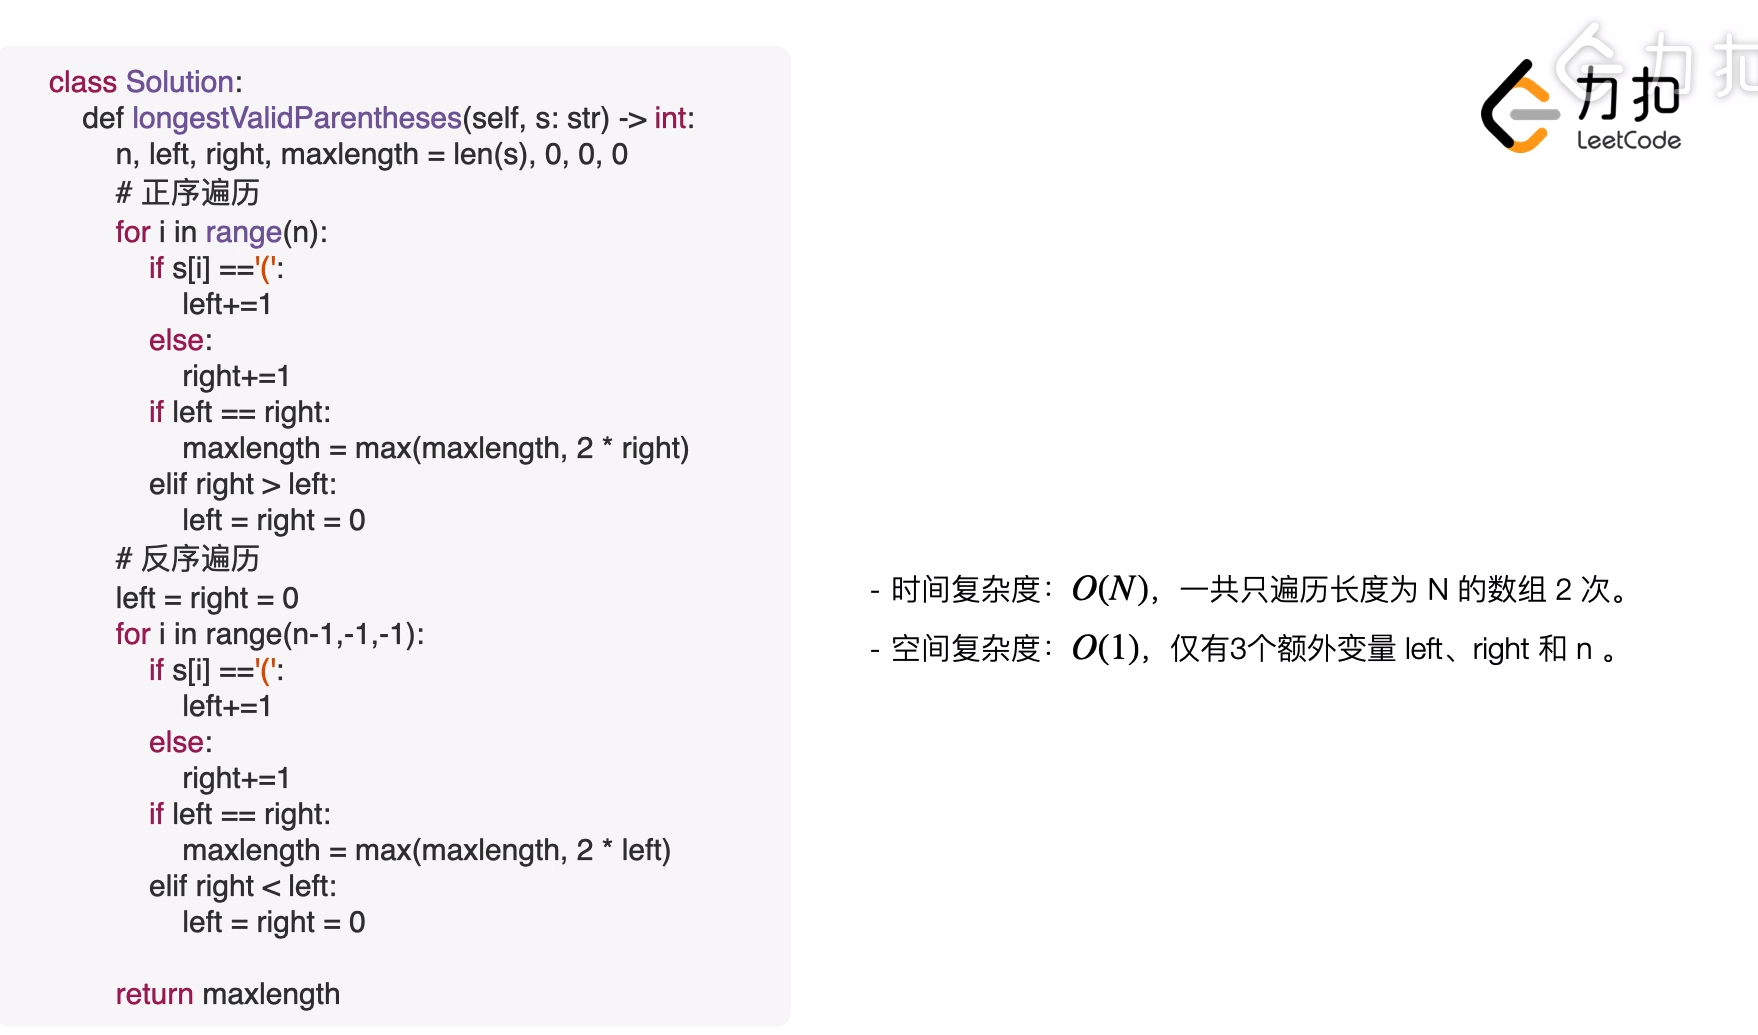 class Solution:
def longestValidParentheses(self, s: str) -> int:
n, left, right, maxlength = len(s), 0, 0, 0
# 正序遍历
for i in range(n):
if s[i] =='(':
left+=1
else:
right+=1
if left == right:
maxlength = max(maxlength, 2 * right)
elif right > left:
left = right = 0
# 反序遍历
left = right = 0
for i in range(n-1,-1,-1):
if s[i] =='(':
left+=1
else:
right+=1
if left == right:
maxlength = max(maxlength, 2 * left)
elif right < left:
left = right = 0
return maxlength
力扣
力扣
LeetCode
- 时间复杂度：O(N)，一共只遍历长度为 N 的数组 2 次。
- 空间复杂度：O(1)，仅有3个额外变量 left、right 和 n 。